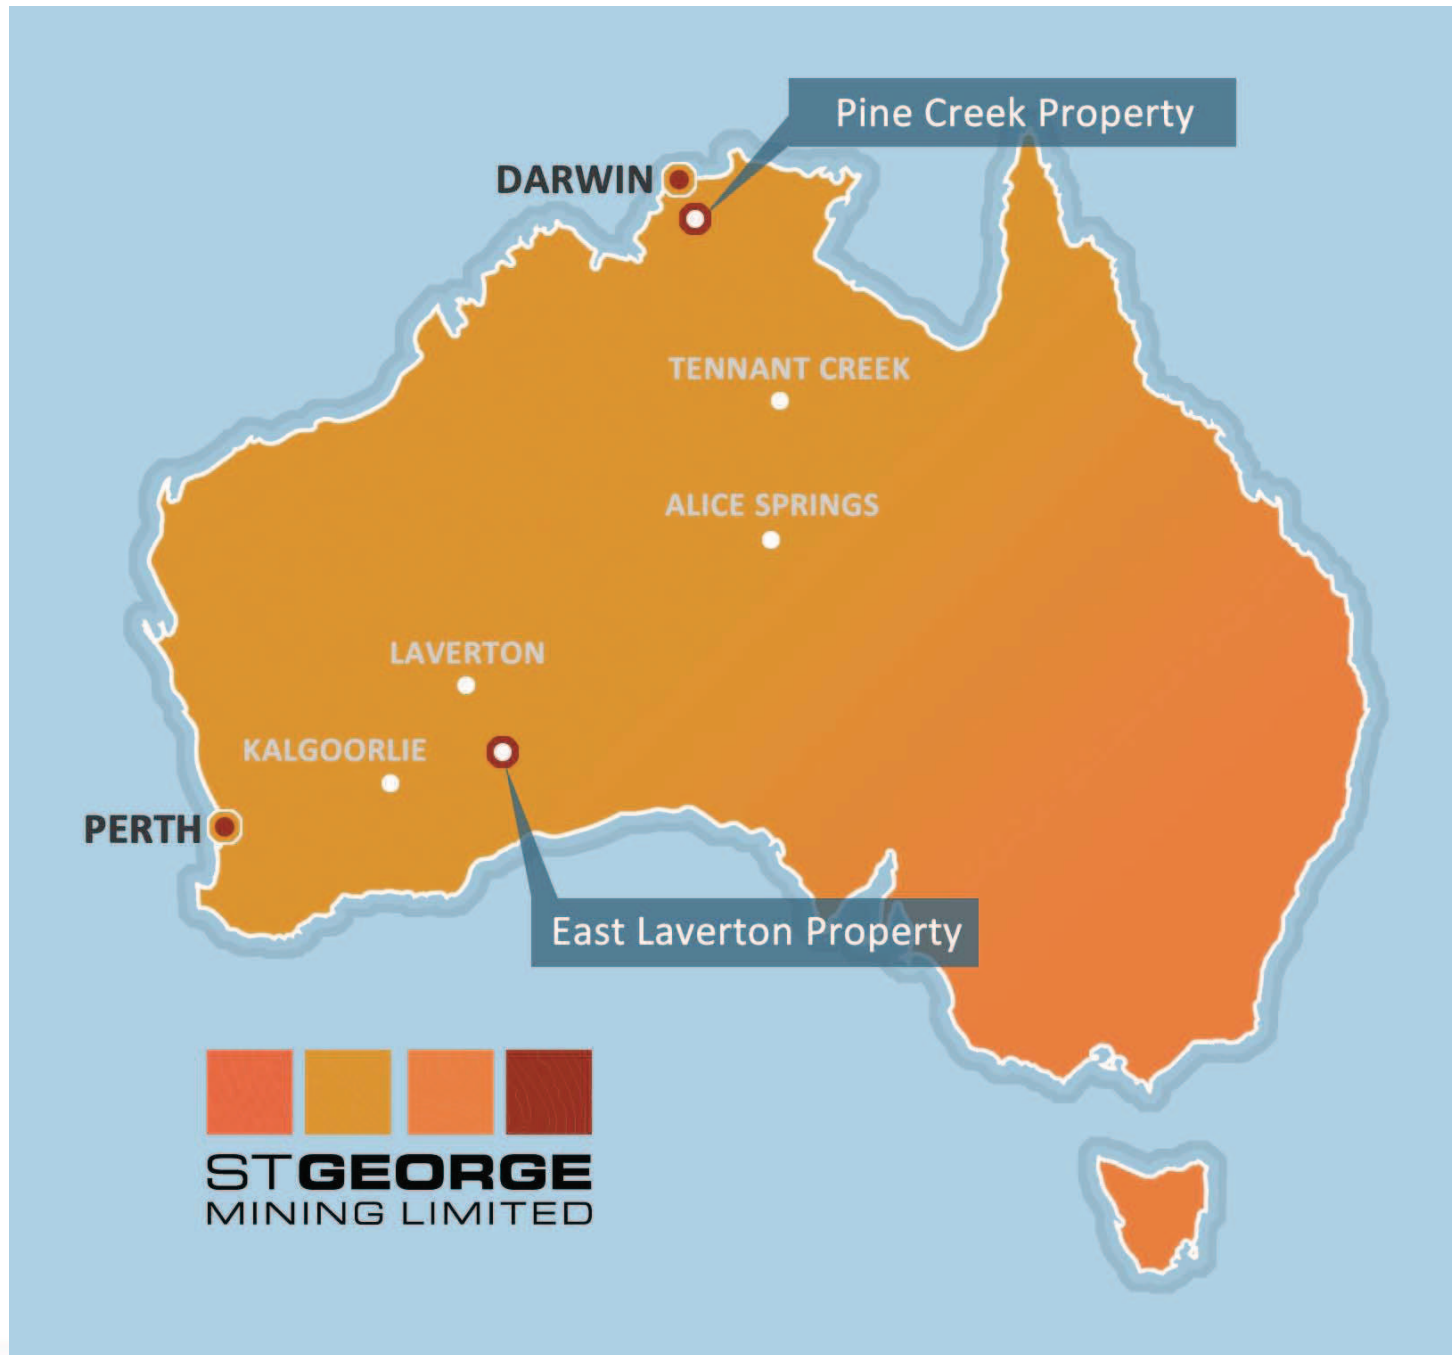 Pine Creek Property
DARWIN
TENNANT CREEK
ALICE SPRINGS
LAVERTON
KALGOORLIE
PERTH
East Laverton Property
STGEORGE
MINING LIMITED